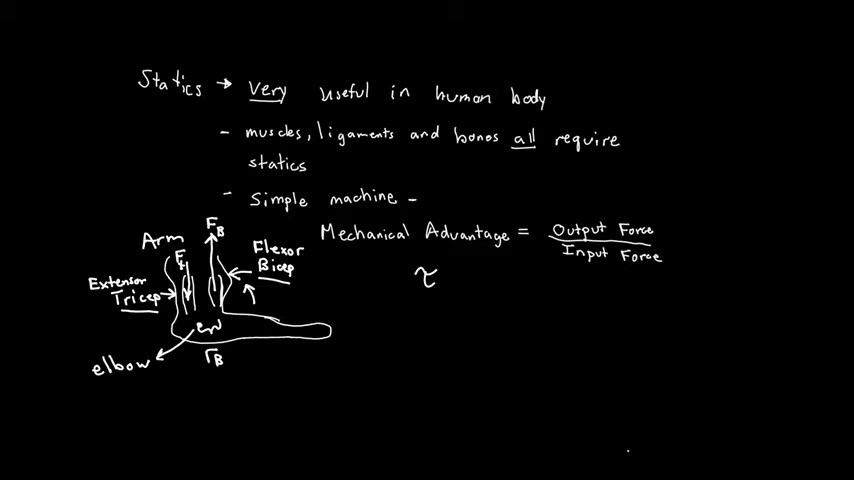 Statics → Very useful in human body
- muscles, ligaments and bones all require
statics
- Simple machine -
Mechanical Advantage = Output Force
Input Force
τ
Arm
F_B
F_t
Flexor
Bicep
Extensor
Tricep
elbow
r_B